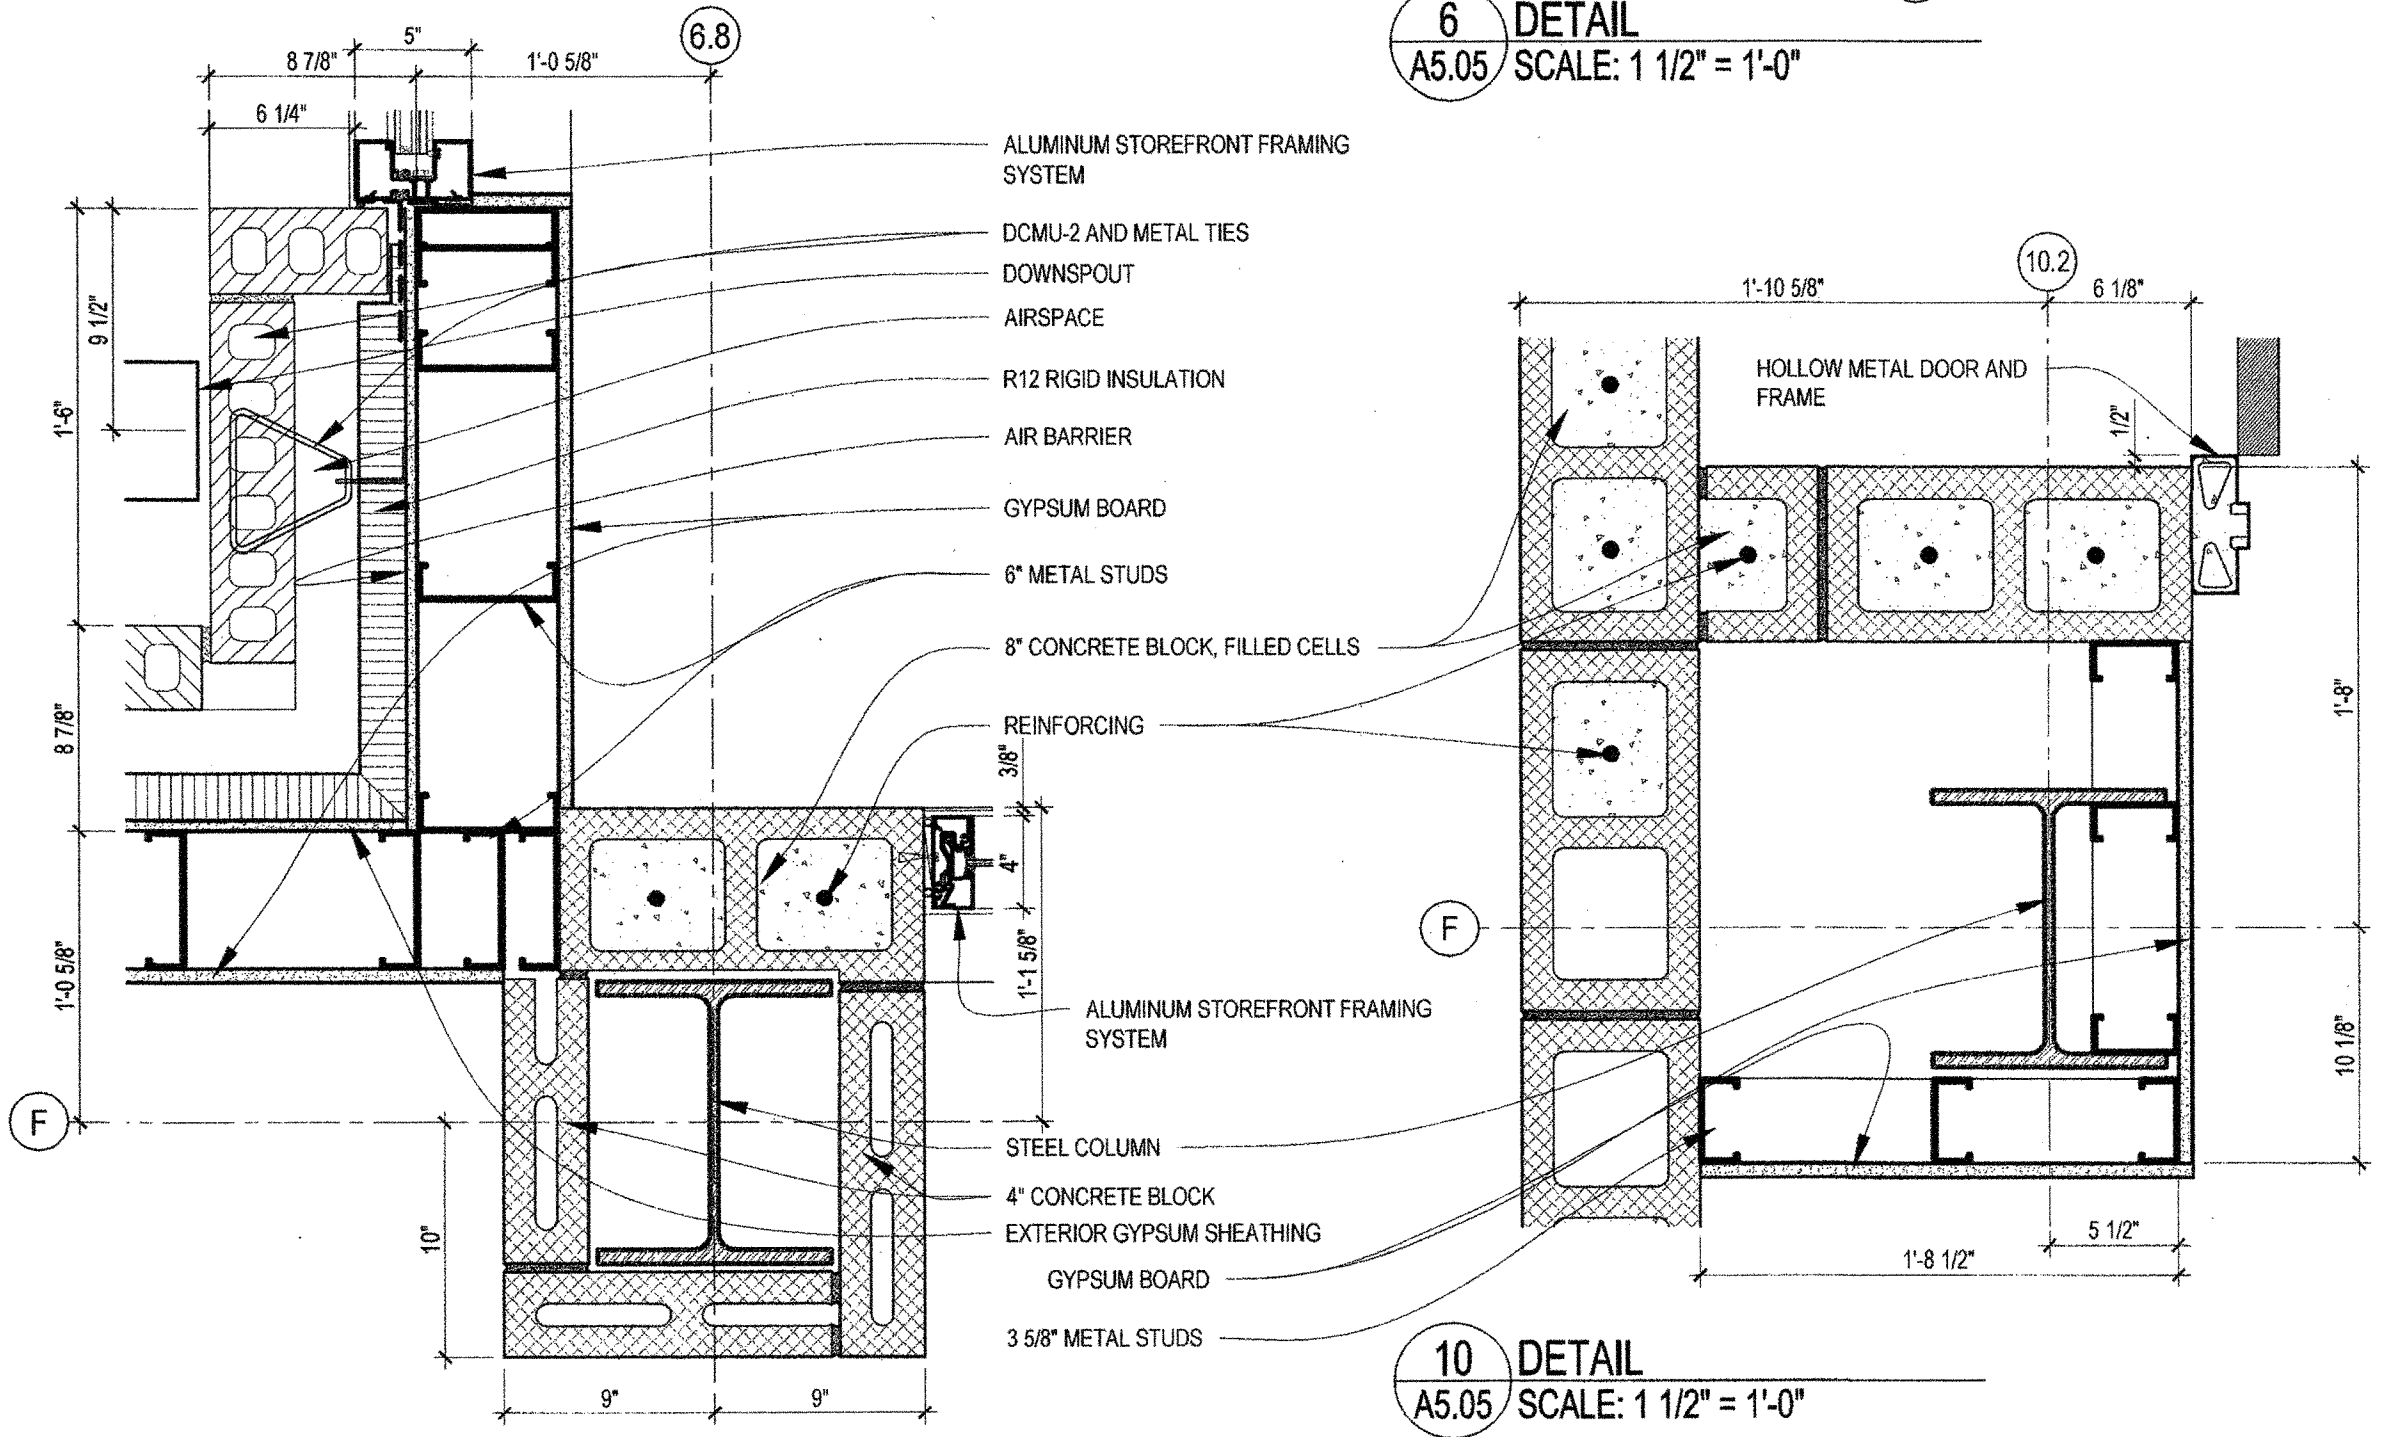 6 DETAIL
A5.05 SCALE: 1 1/2" = 1'-0"
5"
6.8
8 7/8"
1'-0 5/8"
6 1/4"
ALUMINUM STOREFRONT FRAMING
SYSTEM
DCMU-2 AND METAL TIES
DOWNSPOUT
AIRSPACE
R12 RIGID INSULATION
AIR BARRIER
GYPSUM BOARD
6" METAL STUDS
8" CONCRETE BLOCK, FILLED CELLS
REINFORCING
9 1/2"
1'-6"
8 7/8"
1'-0 5/8"
F
10"
9"
9"
3/8"
4"
1'-1 5/8"
ALUMINUM STOREFRONT FRAMING
SYSTEM
STEEL COLUMN
4" CONCRETE BLOCK
EXTERIOR GYPSUM SHEATHING
GYPSUM BOARD
3 5/8" METAL STUDS
10.2
1'-10 5/8"
6 1/8"
HOLLOW METAL DOOR AND
FRAME
1/2"
1'-8"
F
10 1/8"
5 1/2"
1'-8 1/2"
10 DETAIL
A5.05 SCALE: 1 1/2" = 1'-0"